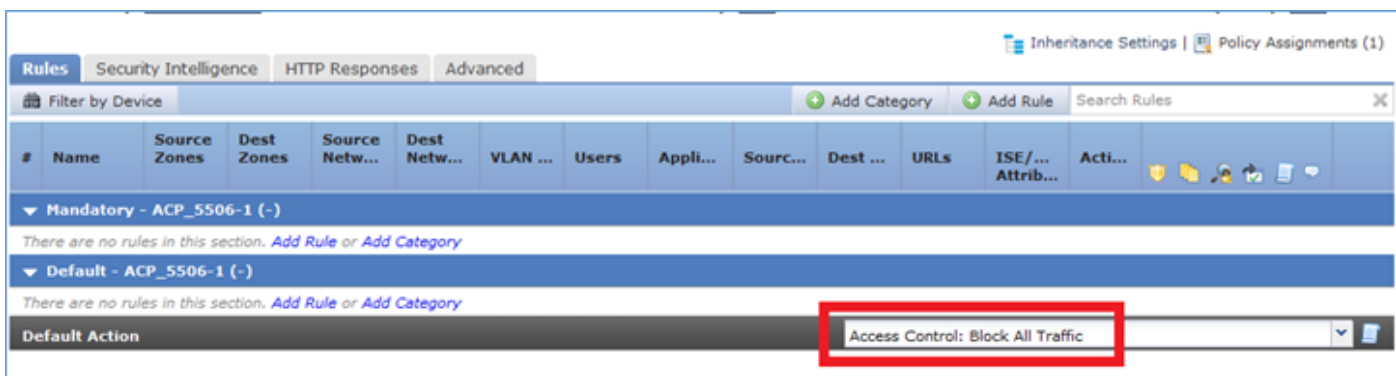 Inheritance Settings | Policy Assignments (1)
Rules Security Intelligence HTTP Responses Advanced
Filter by Device Add Category Add Rule Search Rules
# Name Source Zones Dest Zones Source Netw... Dest Netw... VLAN ... Users Appli... Sourc... Dest ... URLs ISE/... Attrib... Acti...
Mandatory - ACP_5506-1 (-)
There are no rules in this section. Add Rule or Add Category
Default - ACP_5506-1 (-)
There are no rules in this section. Add Rule or Add Category
Default Action Access Control: Block All Traffic